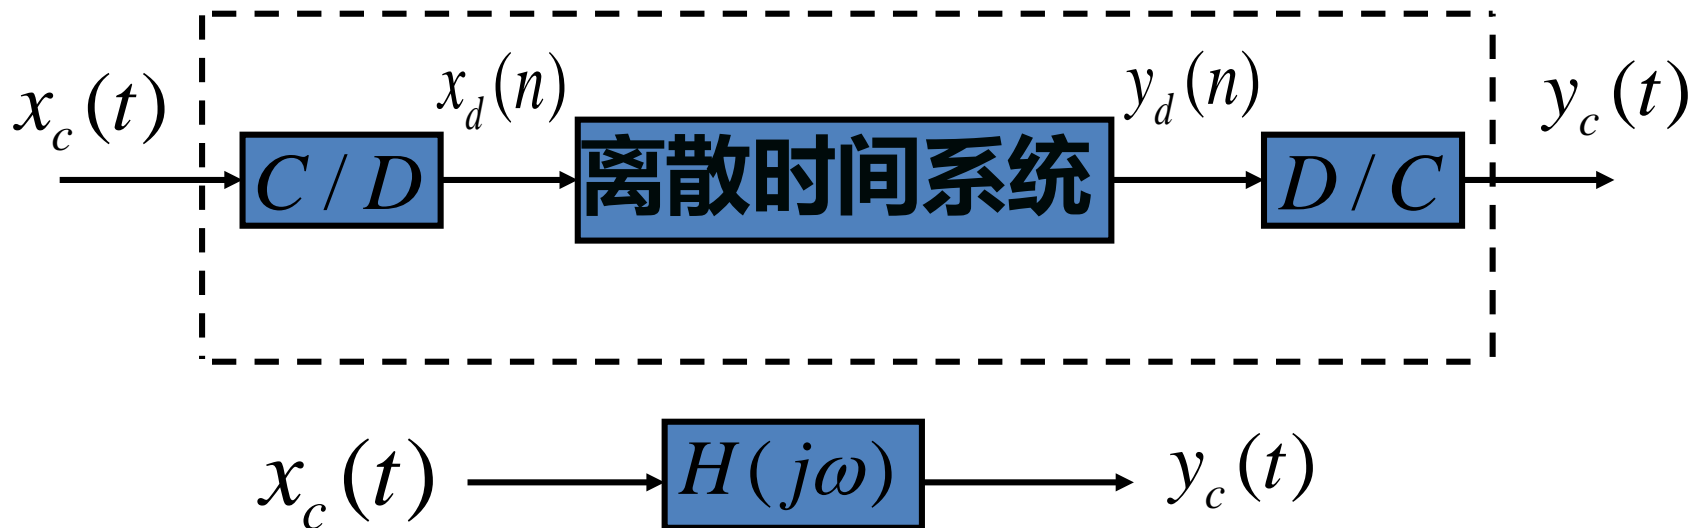 x_c(t)
C/D
x_d(n)
离散时间系统
y_d(n)
D/C
y_c(t)
x_c(t)
H(jω)
y_c(t)